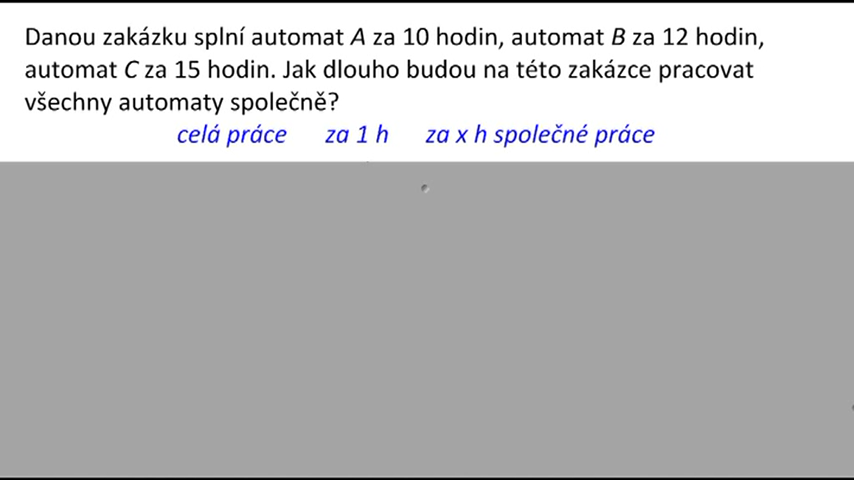 Danou zakázku splní automat A za 10 hodin, automat B za 12 hodin,
automat C za 15 hodin. Jak dlouho budou na této zakázce pracovat
všechny automaty společně?
celá práce za 1 h za x h společné práce